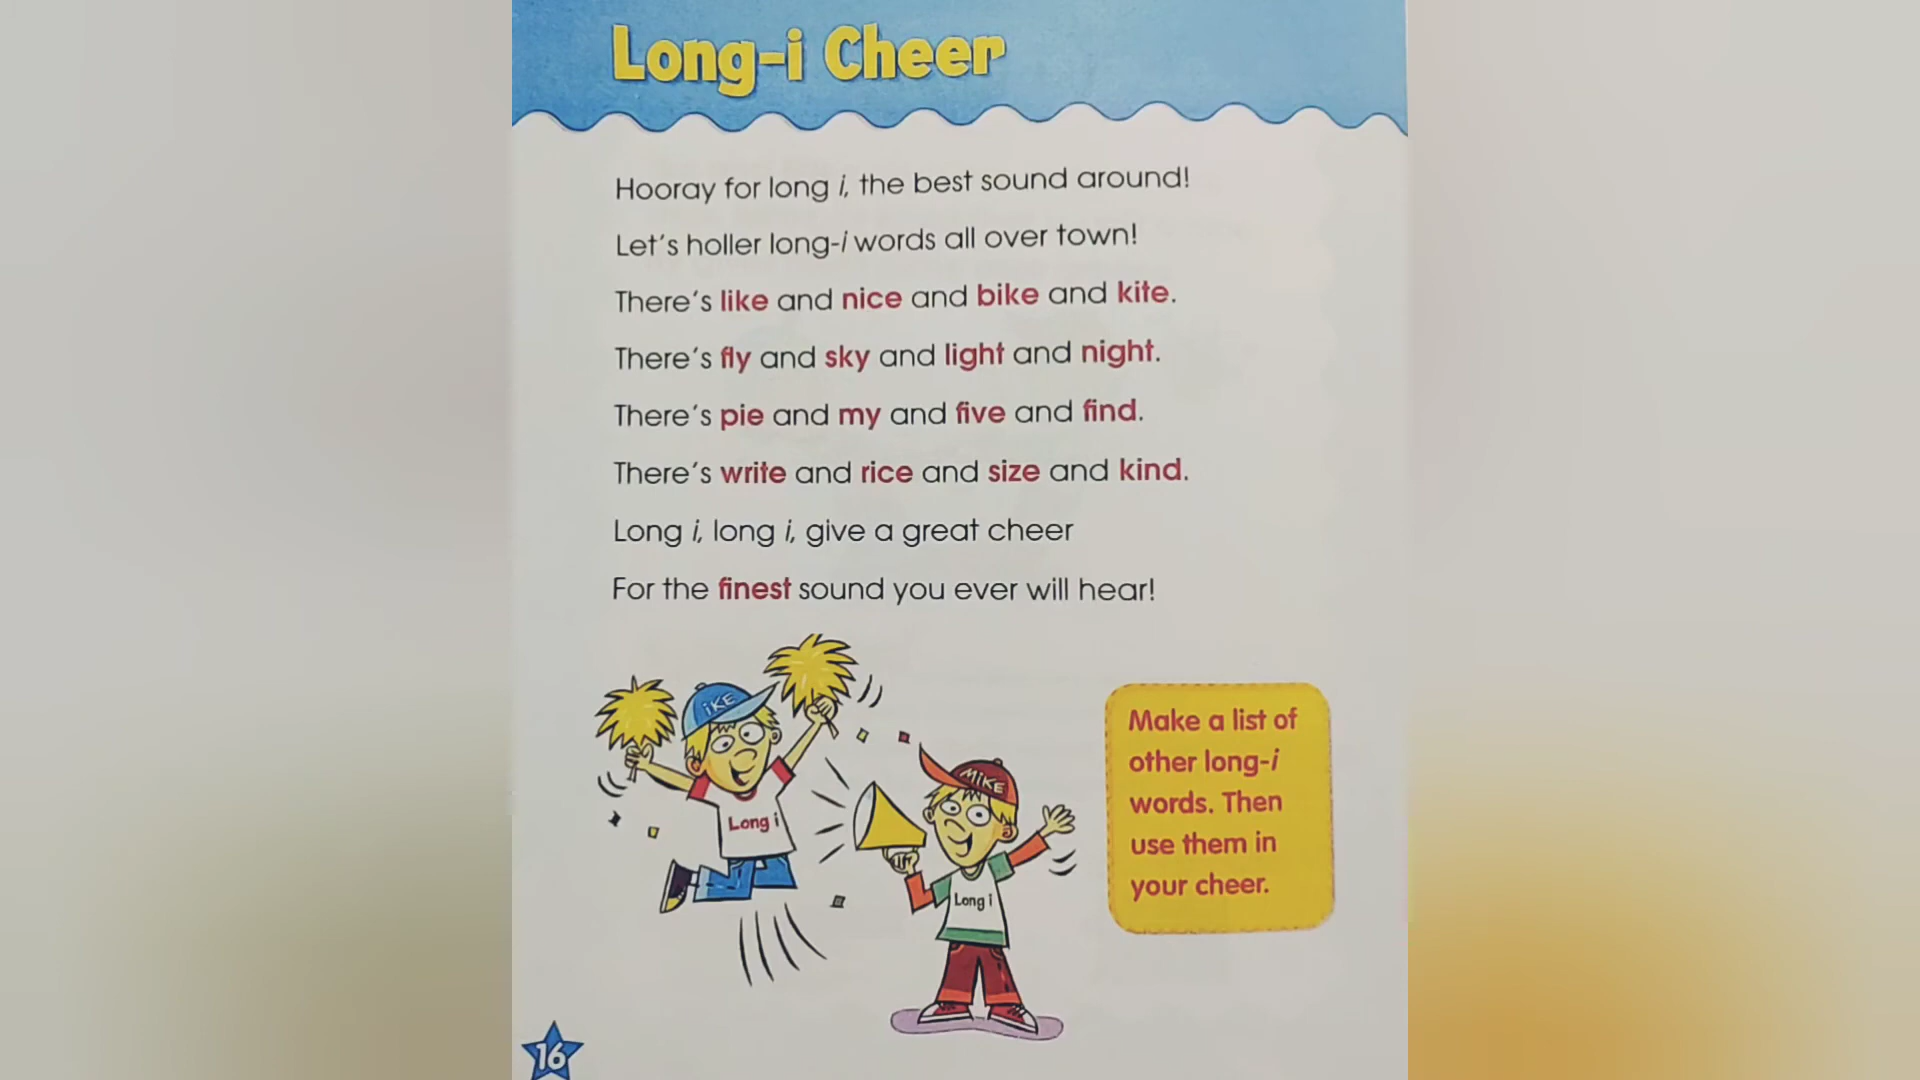 Long-i Cheer
Hooray for long i, the best sound around!
Let's holler long-i words all over town!
There's like and nice and bike and kite.
There's fly and sky and light and night.
There's pie and my and five and find.
There's write and rice and size and kind.
Long i, long i, give a great cheer
For the finest sound you ever will hear!
iKE
Long i
MiKE
Long i
Make a list of
other long-i
words. Then
use them in
your cheer.
16